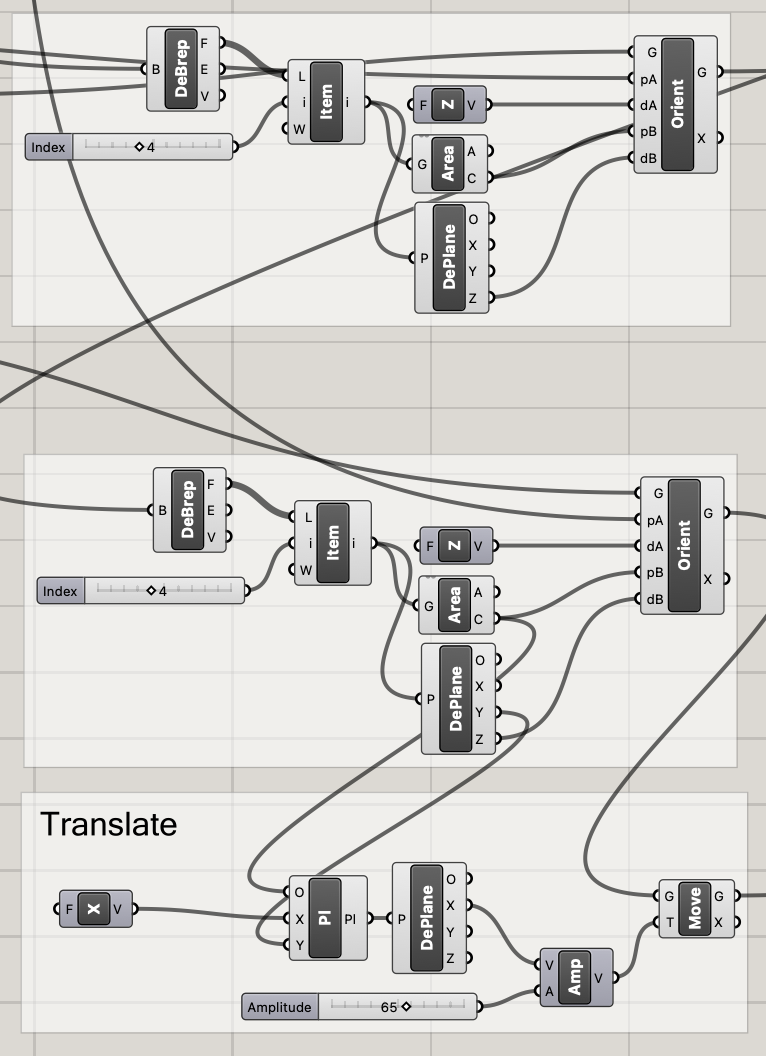 DeBrep
B
F
E
V
Index
4
Item
L
i
W
i
F
Z
V
G
Area
A
C
P
DePlane
O
X
Y
Z
G
pA
dA
pB
dB
Orient
G
X
B
DeBrep
F
E
V
Index
4
L
i
W
Item
i
F
Z
V
G
Area
A
C
P
DePlane
O
X
Y
Z
G
pA
dA
pB
dB
Orient
G
X
Translate
F
X
V
O
X
Y
Pl
Pl
P
DePlane
O
X
Y
Z
Amplitude
65
V
A
Amp
V
G
T
Move
G
X